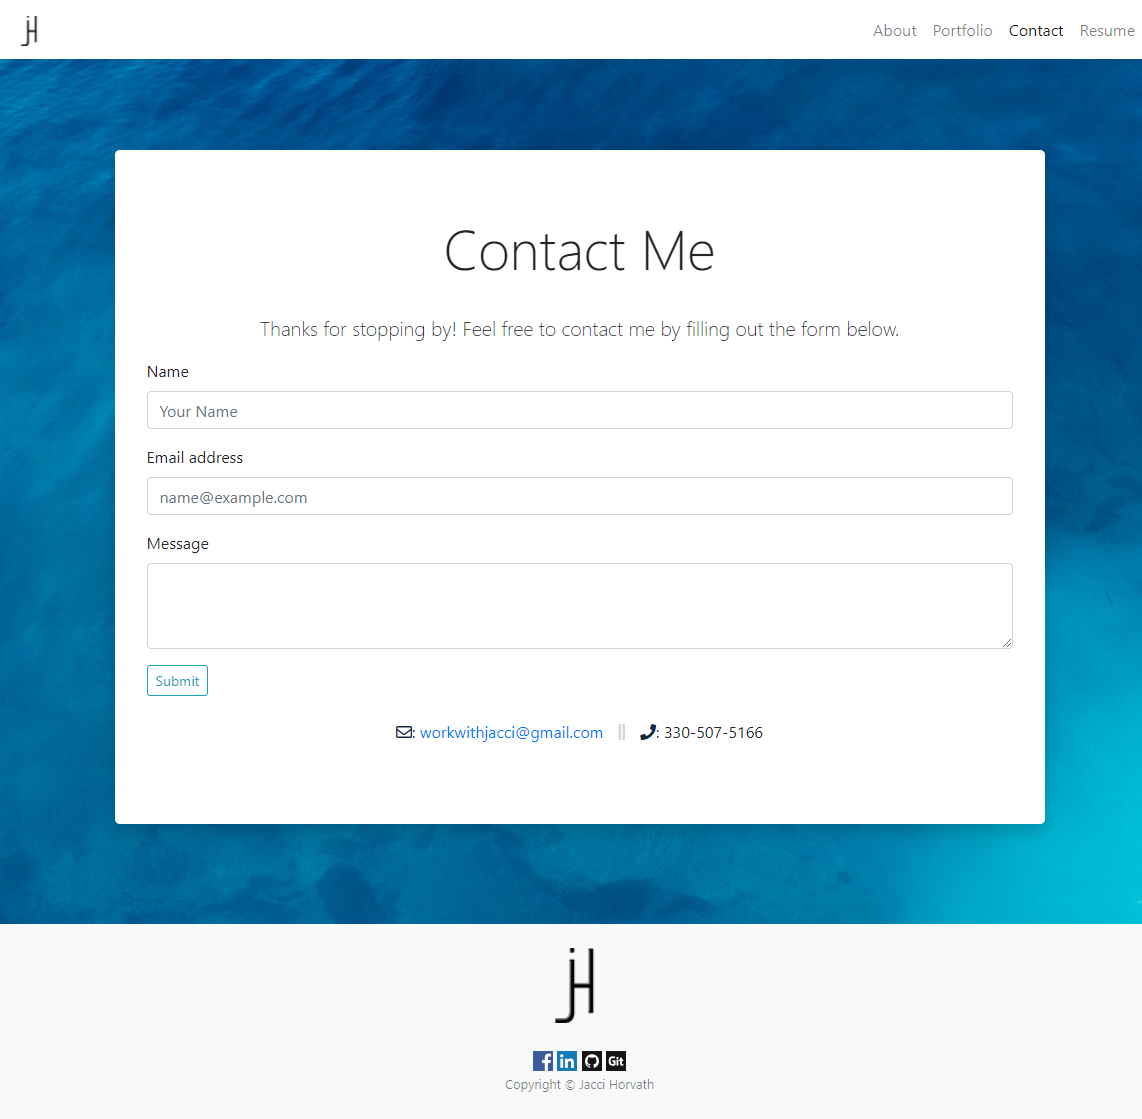 jH
About Portfolio Contact Resume
Contact Me
Thanks for stopping by! Feel free to contact me by filling out the form below.
Name
Your Name
Email address
name@example.com
Message
Submit
: workwithjacci@gmail.com || : 330-507-5166
jH
f in Git
Copyright © Jacci Horvath